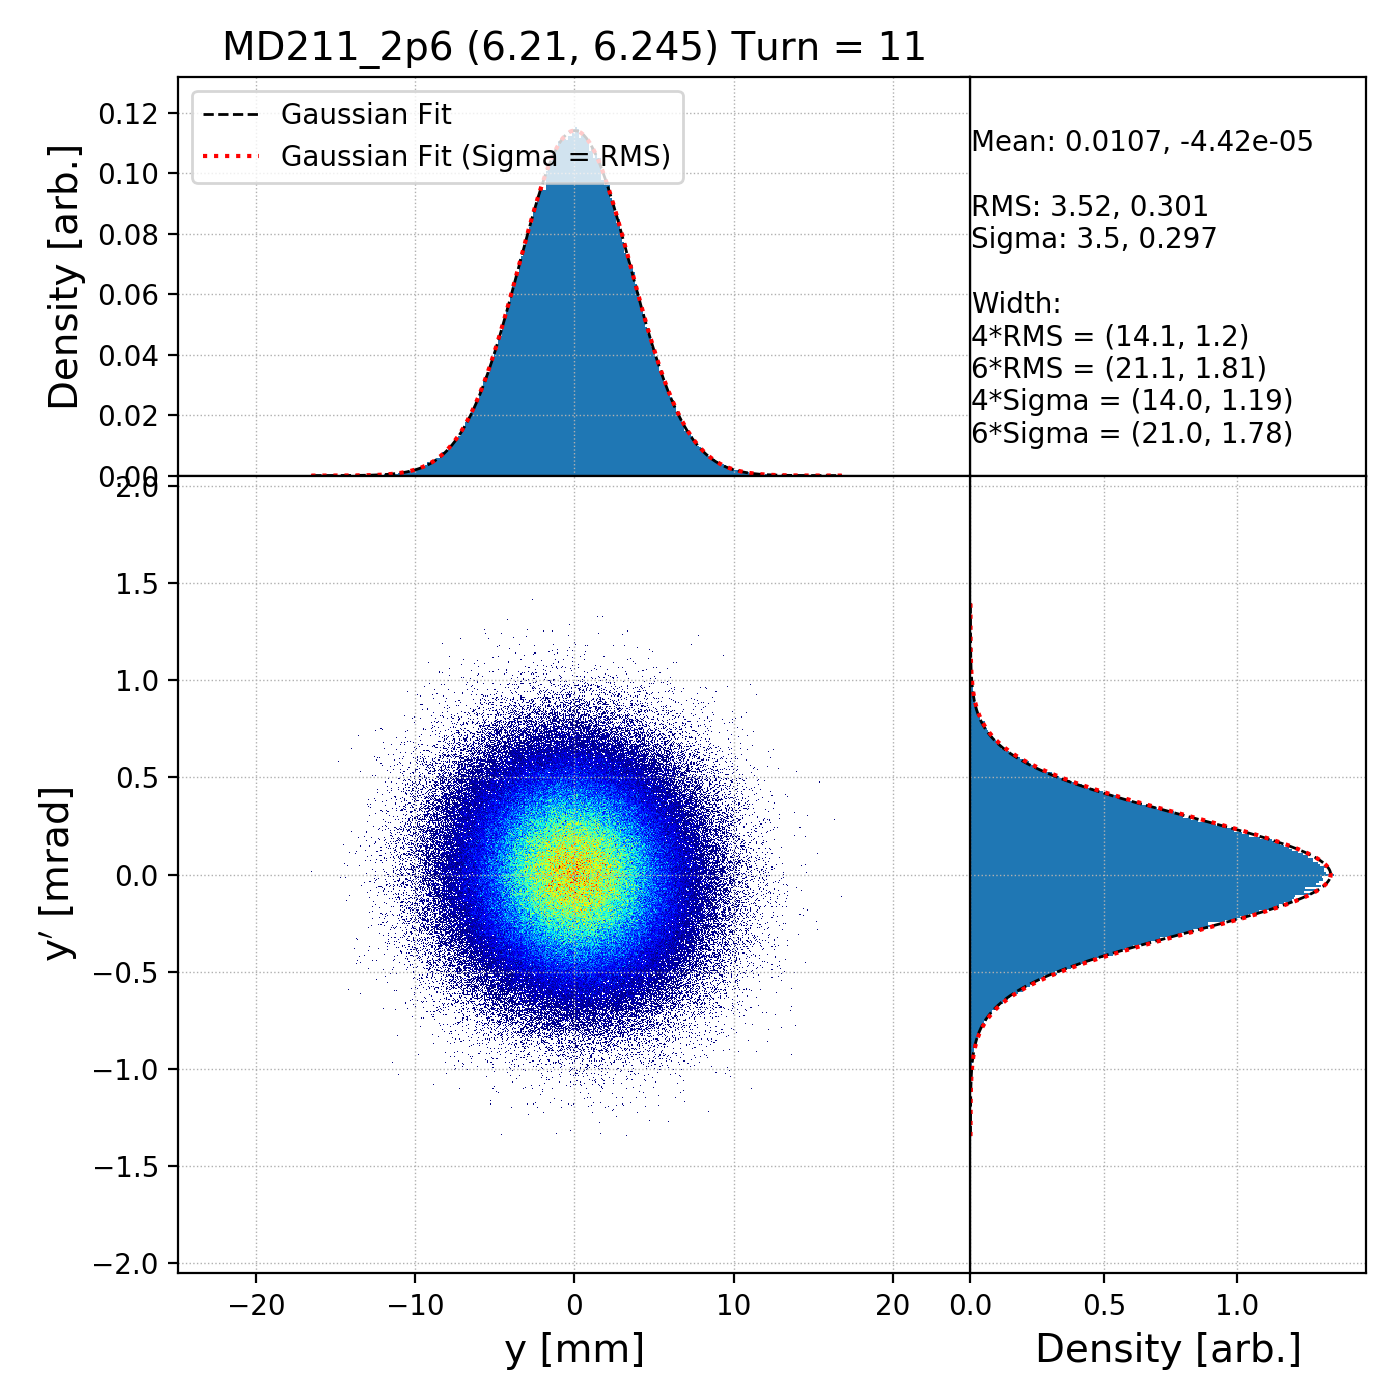 MD211_2p6 (6.21, 6.245) Turn = 11
Gaussian Fit
Gaussian Fit (Sigma = RMS)
0.12
0.10
0.08
0.06
0.04
0.02
0.00
Density [arb.]
Mean: 0.0107, -4.42e-05
RMS: 3.52, 0.301
Sigma: 3.5, 0.297
Width:
4*RMS = (14.1, 1.2)
6*RMS = (21.1, 1.81)
4*Sigma = (14.0, 1.19)
6*Sigma = (21.0, 1.78)
2.0
1.5
1.0
0.5
0.0
−0.5
−1.0
−1.5
−2.0
y′ [mrad]
−20 −10 0 10 20
y [mm]
0.0 0.5 1.0
Density [arb.]